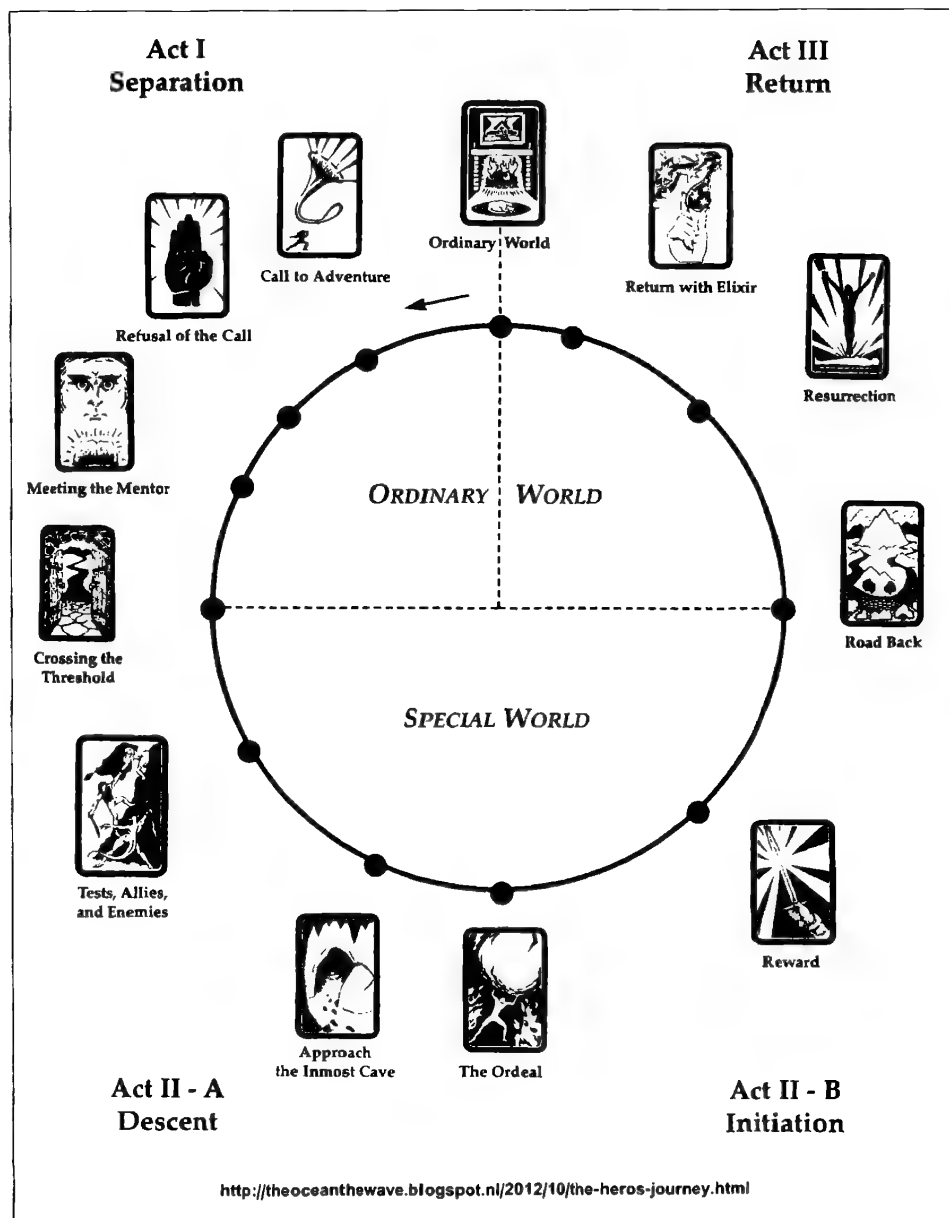 Act I
Separation
Act III
Return
Ordinary World
Call to Adventure
Return with Elixir
Refusal of the Call
Resurrection
Meeting the Mentor
ORDINARY WORLD
Crossing the
Threshold
Road Back
SPECIAL WORLD
Tests, Allies,
and Enemies
Reward
Approach
the Inmost Cave
The Ordeal
Act II - A
Descent
Act II - B
Initiation
http://theoceanthewave.blogspot.nl/2012/10/the-heros-journey.html